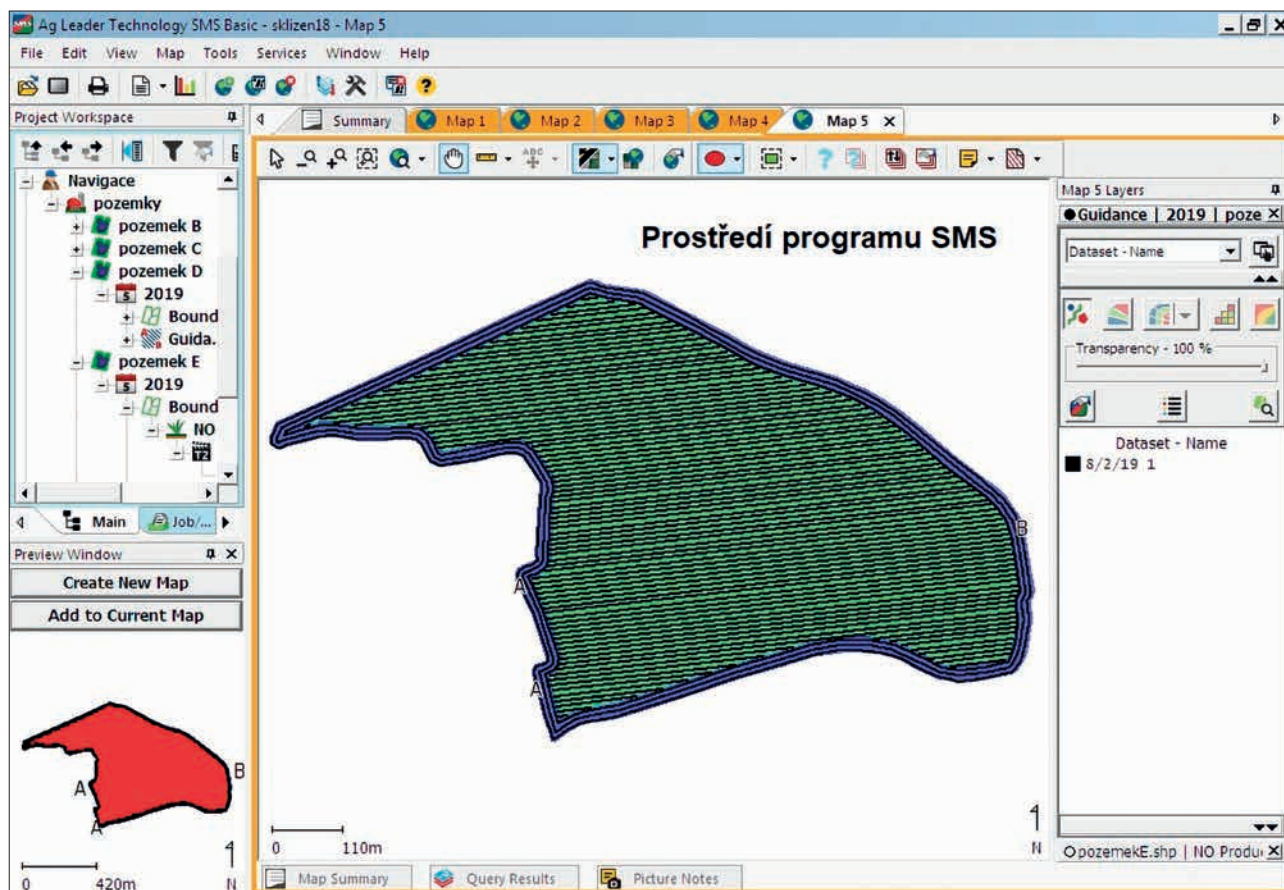 Ag Leader Technology SMS Basic - sklizen18 - Map 5
File Edit View Map Tools Services Window Help
Project Workspace
Summary Map 1 Map 2 Map 3 Map 4 Map 5
Navigace
pozemky
pozemek B
pozemek C
pozemek D
2019
Bound
Guida.
pozemek E
2019
Bound
NO
T2
Main Job/...
Preview Window
Create New Map
Add to Current Map
A
A
B
0 420m N
Prostředí programu SMS
A
A
B
0 110m N
Map Summary Query Results Picture Notes
Map 5 Layers
Guidance | 2019 | poze
Dataset - Name
Transparency - 100 %
Dataset - Name
8/2/19 1
pozemekE.shp | NO Produ